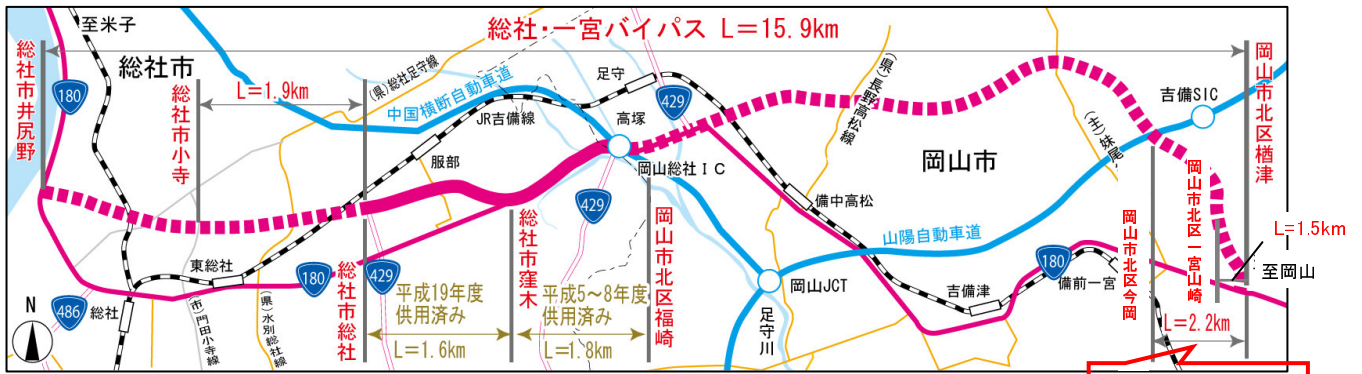 総社・一宮バイパス L=15.9km
至米子
総社市
総社市井尻野
180
総社市小寺
L=1.9km
(県)総社足守線
中国横断自動車道
JR吉備線
足守
高塚
429
(県)長野高松線
吉備SIC
岡山市北区楢津
服部
岡山総社IC
岡山市
(主)妹尾
備中高松
429
総社市窪木
岡山市北区福崎
山陽自動車道
岡山市北区今岡
岡山市北区一宮山崎
L=1.5km
至岡山
東総社
180
総社市総社
429
平成19年度
供用済み
L=1.6km
平成5~8年度
供用済み
L=1.8km
岡山JCT
足守川
吉備津
180
備前一宮
L=2.2km
N
486
総社
(市)門田小寺線
(県)水別総社線